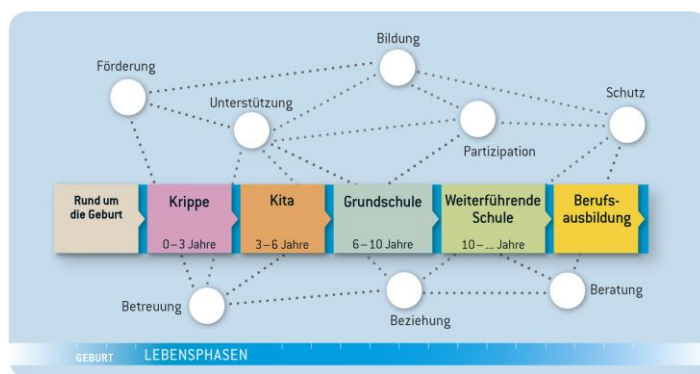 Bildung
Förderung
Unterstützung
Schutz
Partizipation
Rund um
die Geburt
Krippe
0–3 Jahre
Kita
3–6 Jahre
Grundschule
6–10 Jahre
Weiterführende
Schule
10– ... Jahre
Berufs-
ausbildung
Betreuung
Beziehung
Beratung
GEBURT LEBENSPHASEN